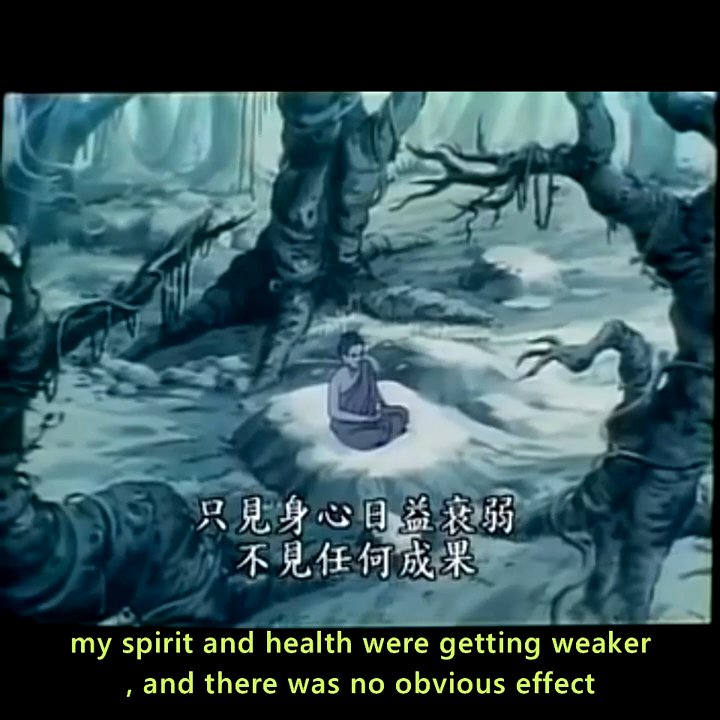 只見身心日益衰弱
不見任何成果
my spirit and health were getting weaker
, and there was no obvious effect